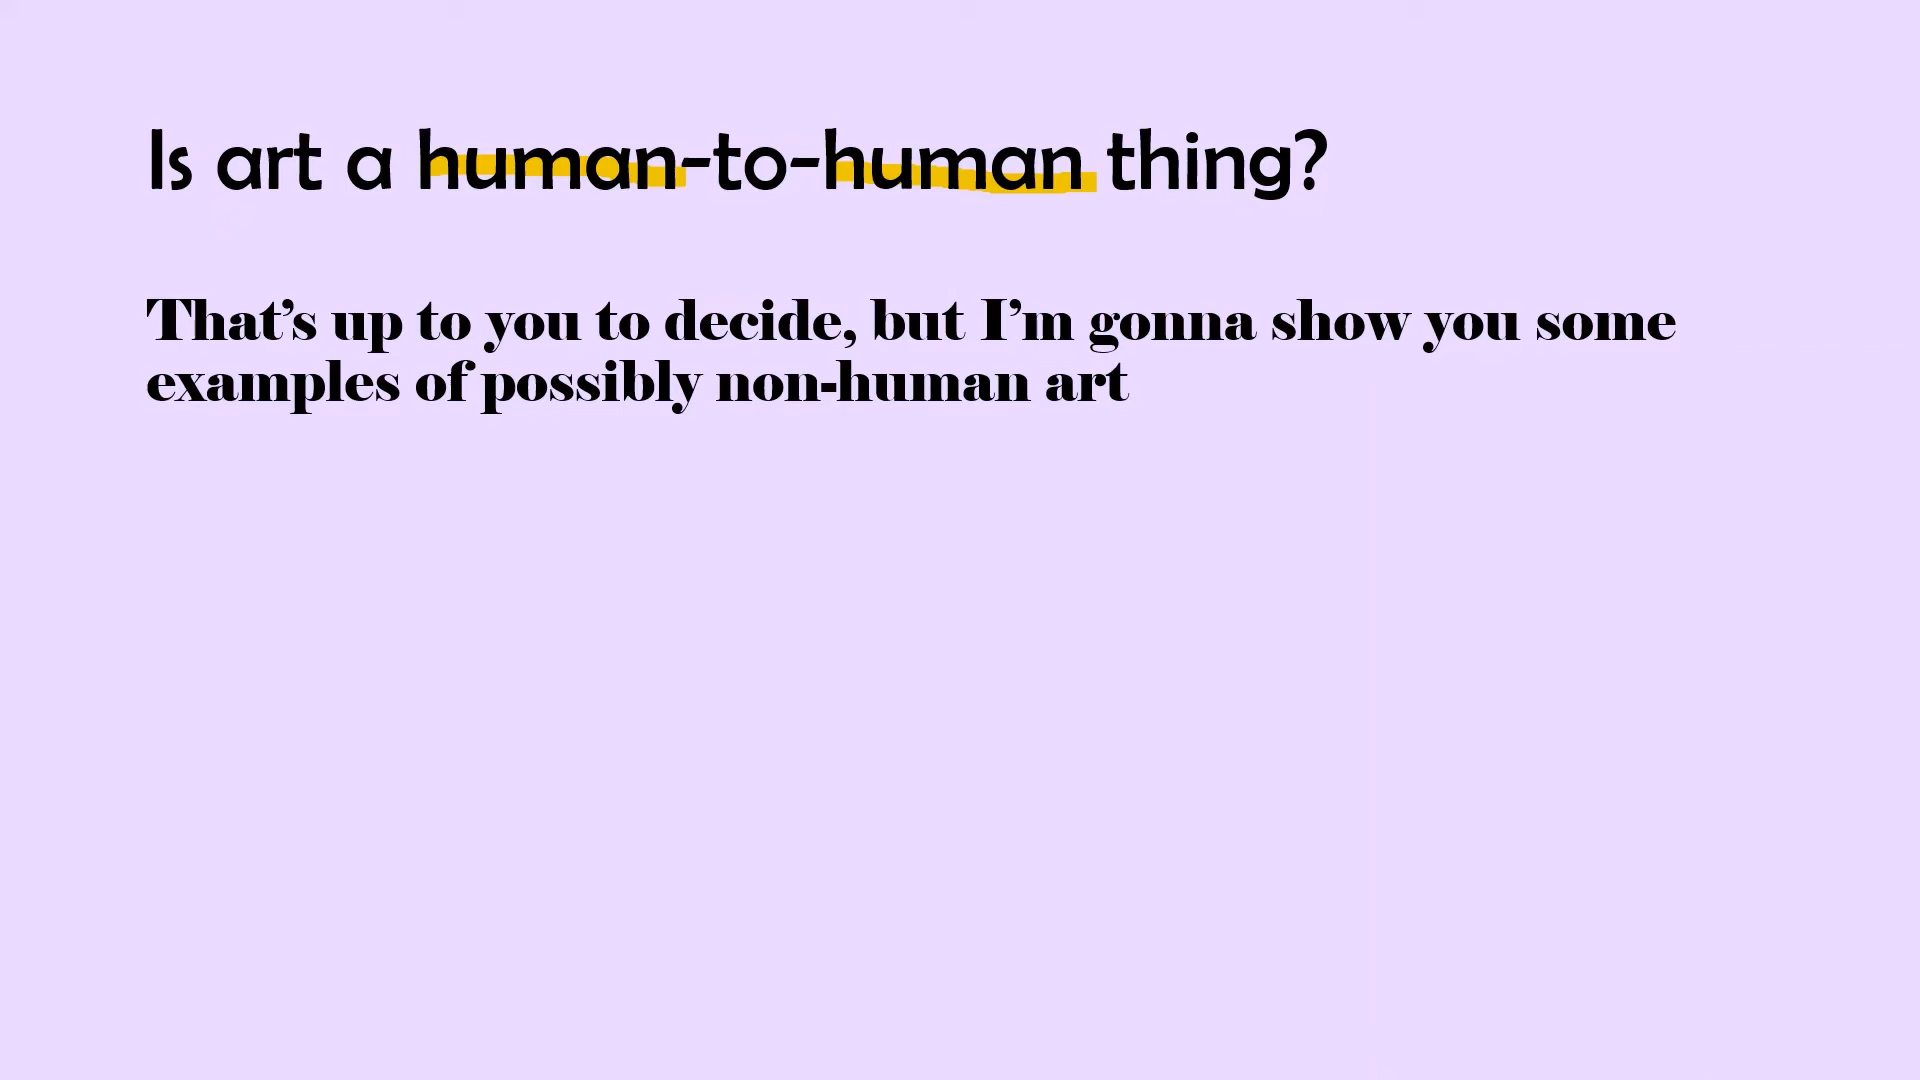 Is art a human-to-human thing?
That’s up to you to decide, but I’m gonna show you some
examples of possibly non-human art